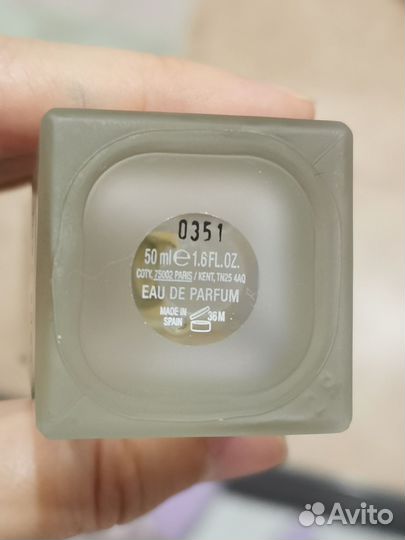 0351
50 ml e 1.6 FL.OZ.
COTY, 75002 PARIS / KENT, TN25 4AQ
EAU DE PARFUM
MADE IN
SPAIN
36M
Avito